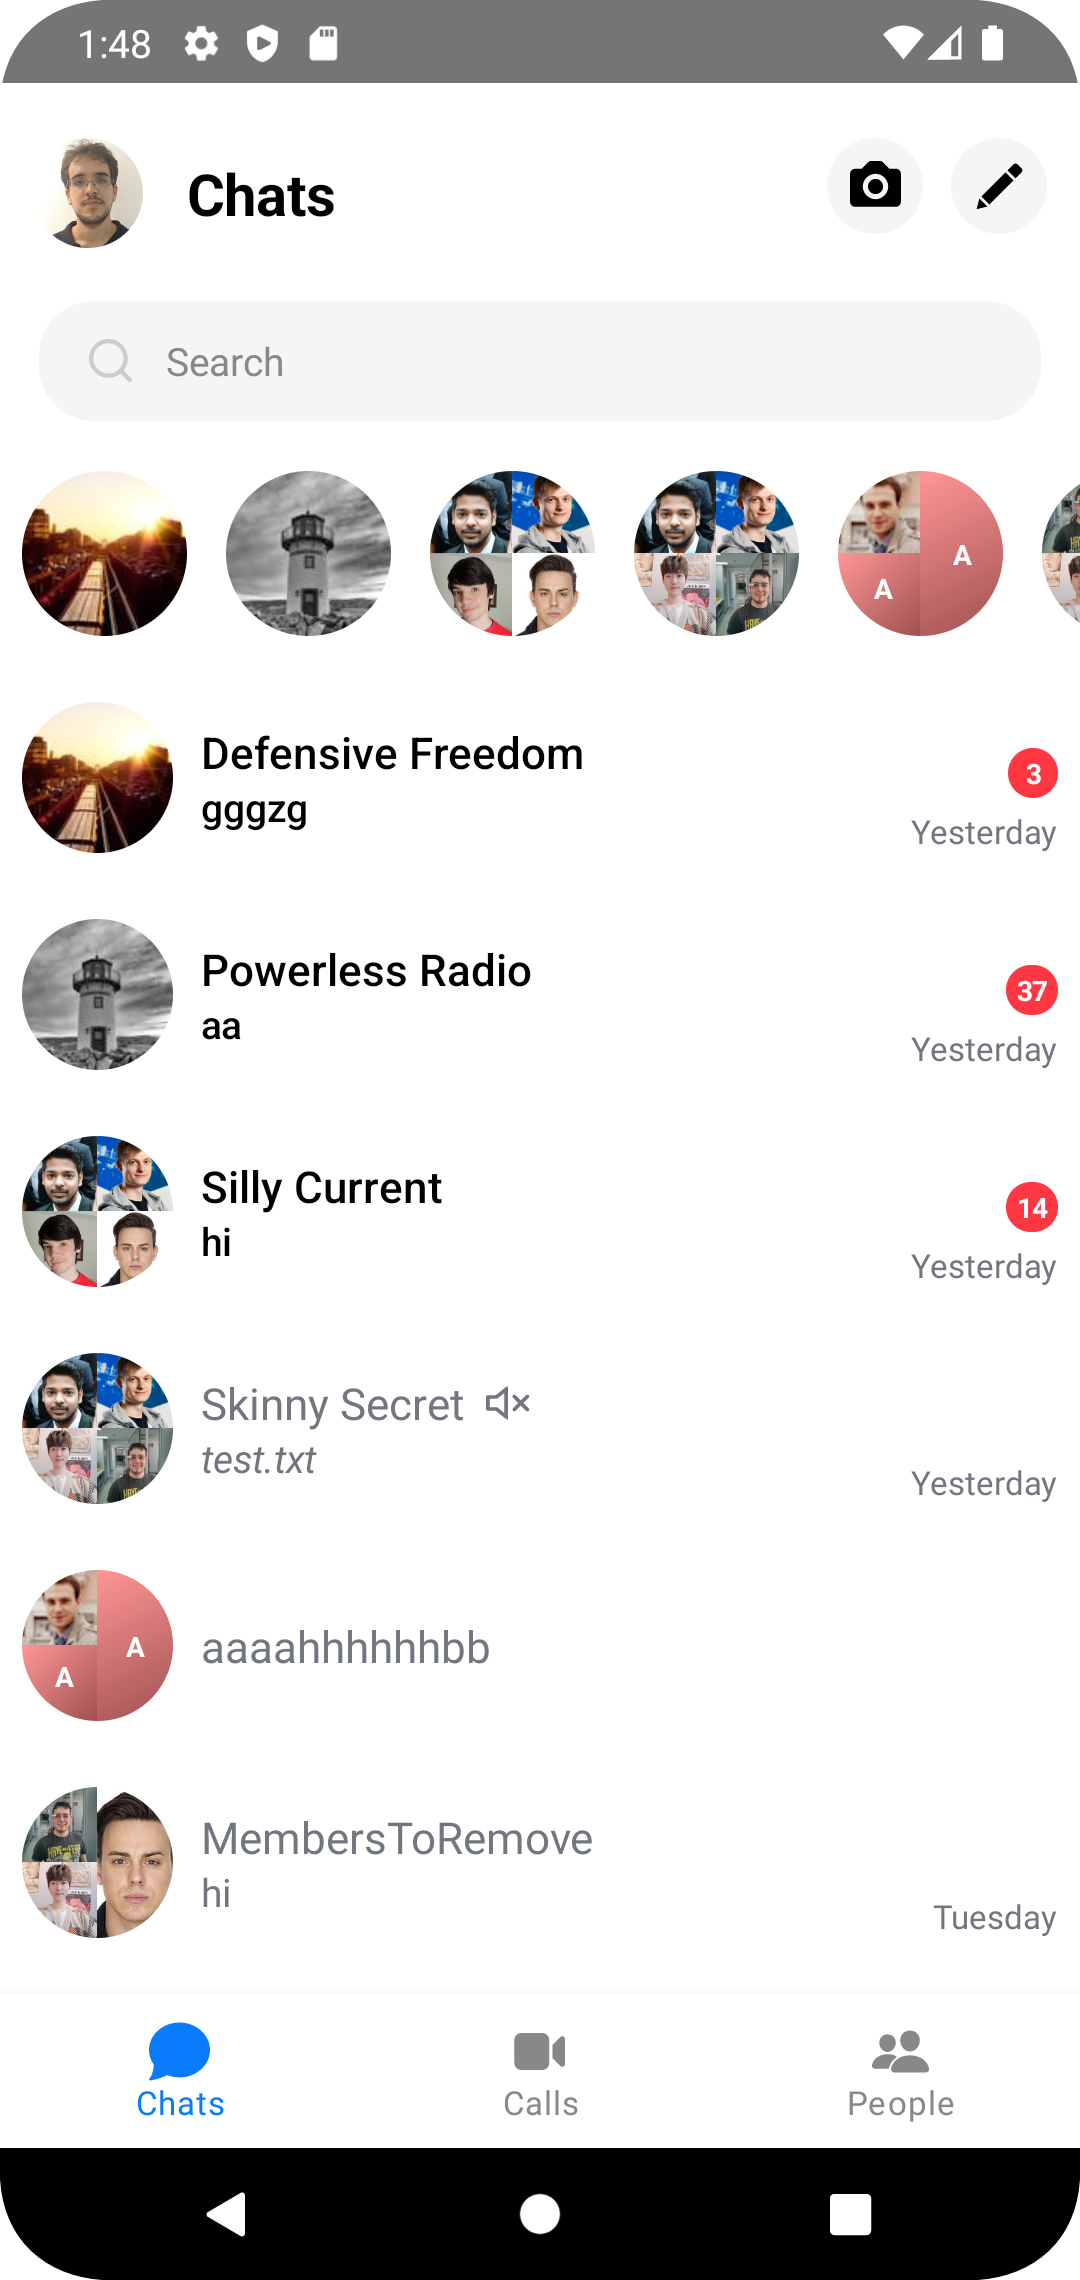 1:48
Chats
Search
A
A
Defensive Freedom
gggzg
3
Yesterday
Powerless Radio
aa
37
Yesterday
Silly Current
hi
14
Yesterday
Skinny Secret
test.txt
Yesterday
A
A
aaaahhhhhhbb
MembersToRemove
hi
Tuesday
Chats
Calls
People